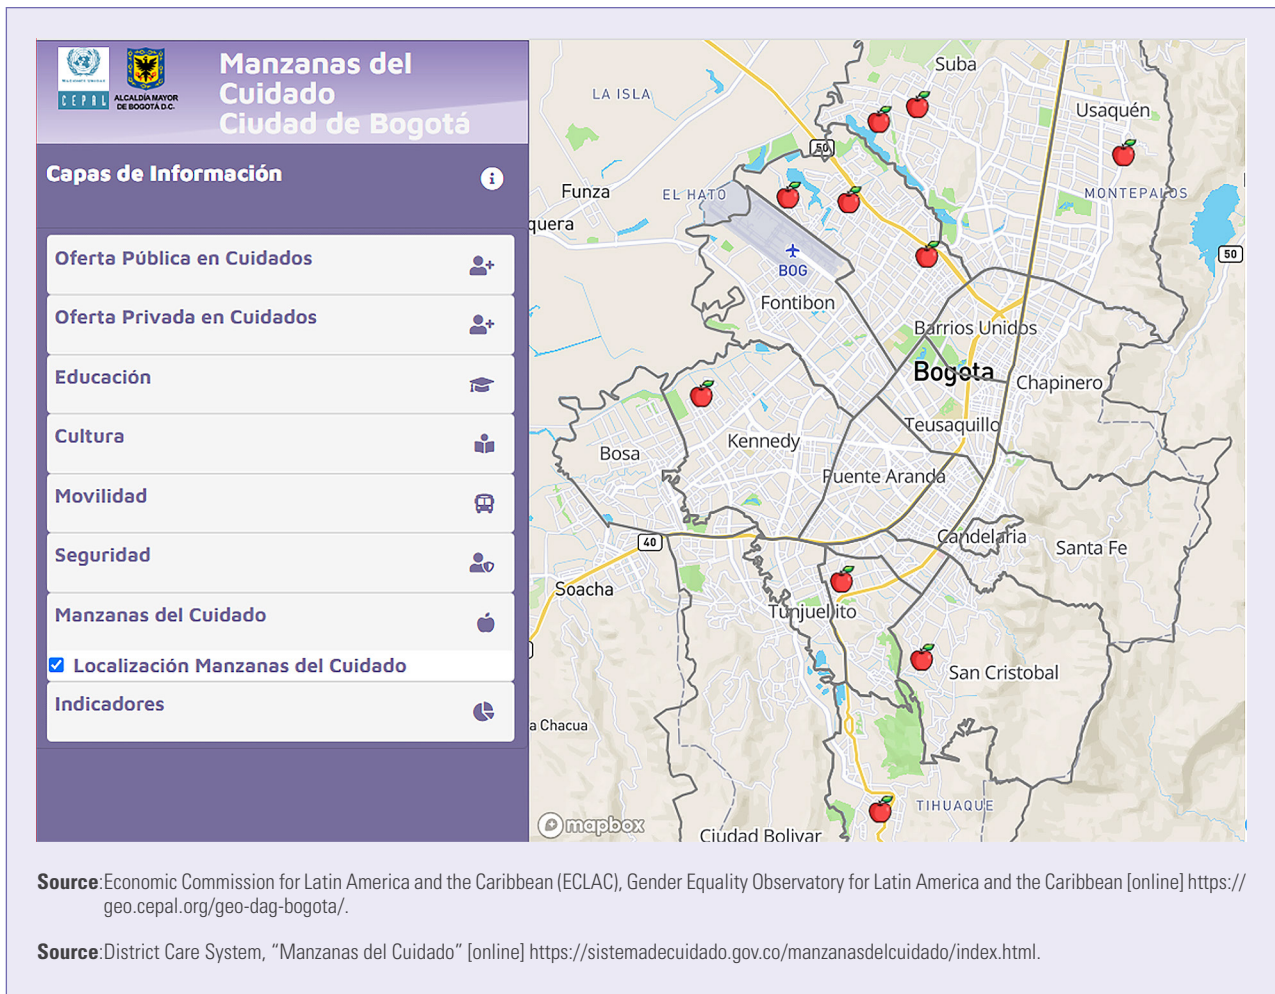 NACIONES UNIDAS
CEPAL
ALCALDÍA MAYOR
DE BOGOTÁ D.C.
Manzanas del
Cuidado
Ciudad de Bogotá
Capas de Información
Oferta Pública en Cuidados
Oferta Privada en Cuidados
Educación
Cultura
Movilidad
Seguridad
Manzanas del Cuidado
Localización Manzanas del Cuidado
Indicadores
Suba
LA ISLA
Usaquén
50
Funza
EL HATO
MONTEPALOS
quera
50
BOG
Fontibon
Barrios Unidos
Bogota
Chapinero
Teusaquillo
Kennedy
Bosa
Puente Aranda
40
Candelaria
Santa Fe
Soacha
Tunjuelito
San Cristobal
a Chacua
TIHUAQUE
mapbox
Ciudad Bolivar
Source:Economic Commission for Latin America and the Caribbean (ECLAC), Gender Equality Observatory for Latin America and the Caribbean [online] https://
geo.cepal.org/geo-dag-bogota/.
Source:District Care System, “Manzanas del Cuidado” [online] https://sistemadecuidado.gov.co/manzanasdelcuidado/index.html.